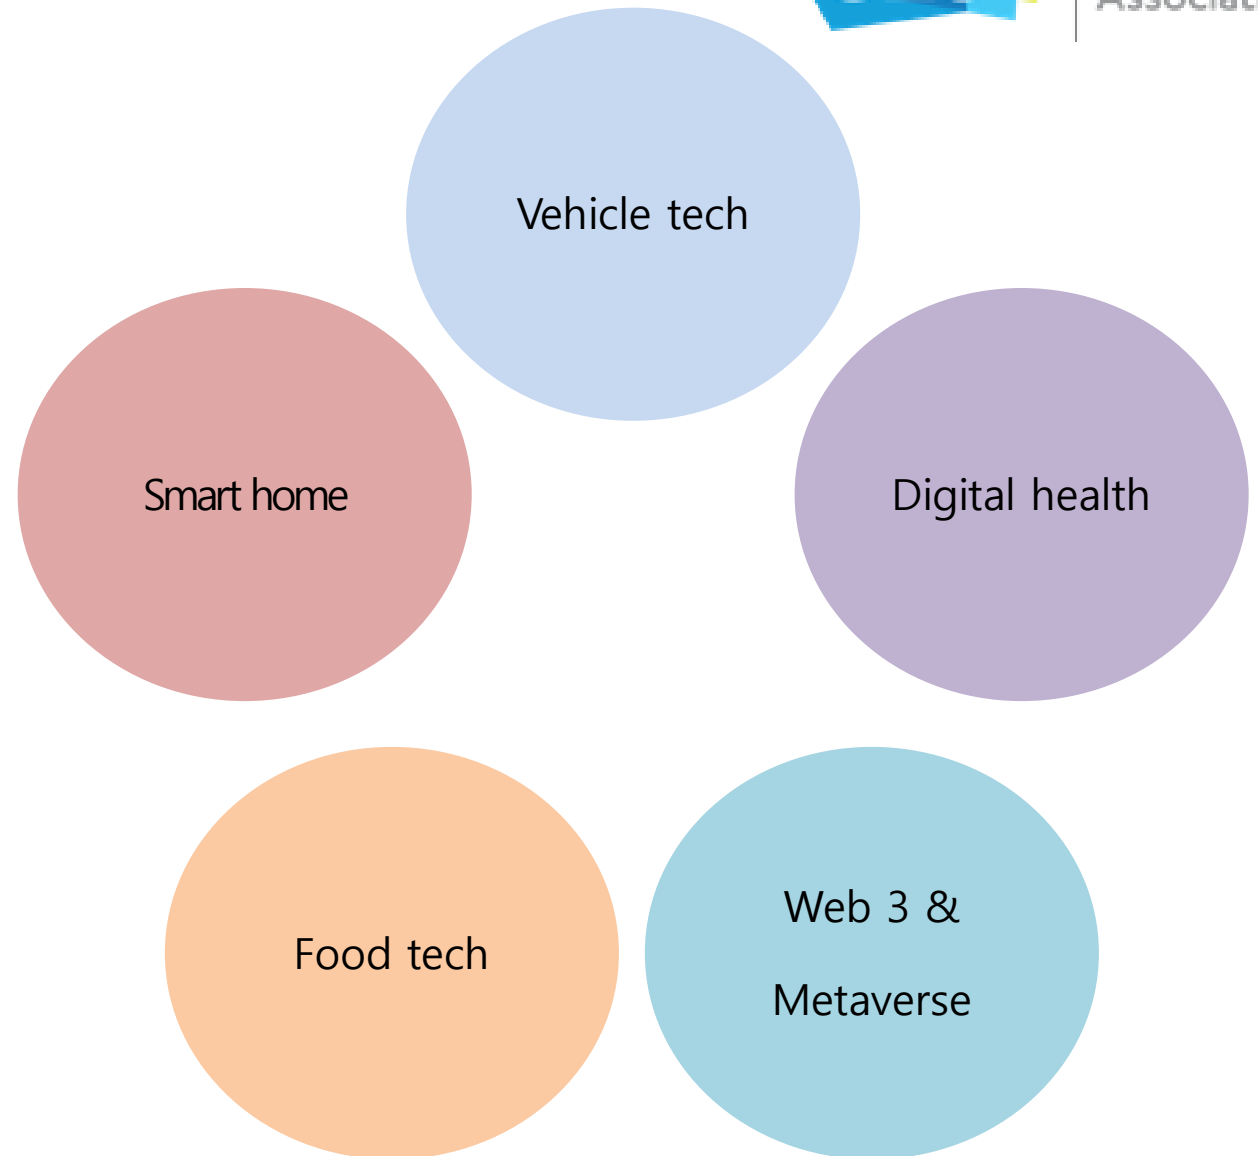 Vehicle tech
Smart home
Digital health
Food tech
Web 3 &
Metaverse